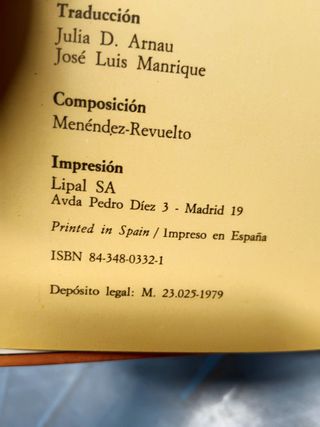 Traducción
Julia D. Arnau
José Luis Manrique
Composición
Menéndez-Revuelto
Impresión
Lipal SA
Avda Pedro Díez 3 - Madrid 19
Printed in Spain / Impreso en España
ISBN 84-348-0332-1
Depósito legal: M. 23.025-1979